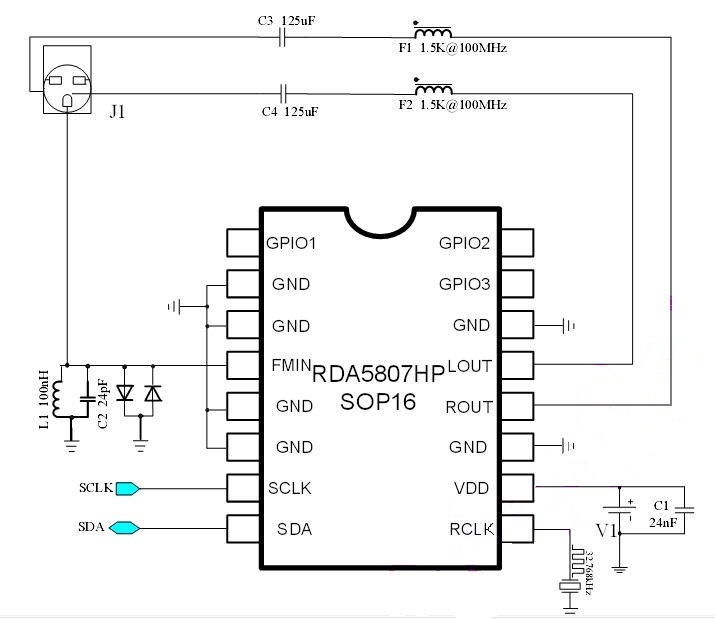 C3 125uF
F1 1.5K@100MHz
J1
C4 125uF
F2 1.5K@100MHz
GPIO1
GPIO2
GND
GPIO3
GND
GND
FMIN
LOUT
RDA5807HP
SOP16
GND
ROUT
GND
GND
L1 100nH
C2 24pF
SCLK
SCLK
VDD
SDA
SDA
RCLK
+
-
V1
C1
24nF
32.768kHz